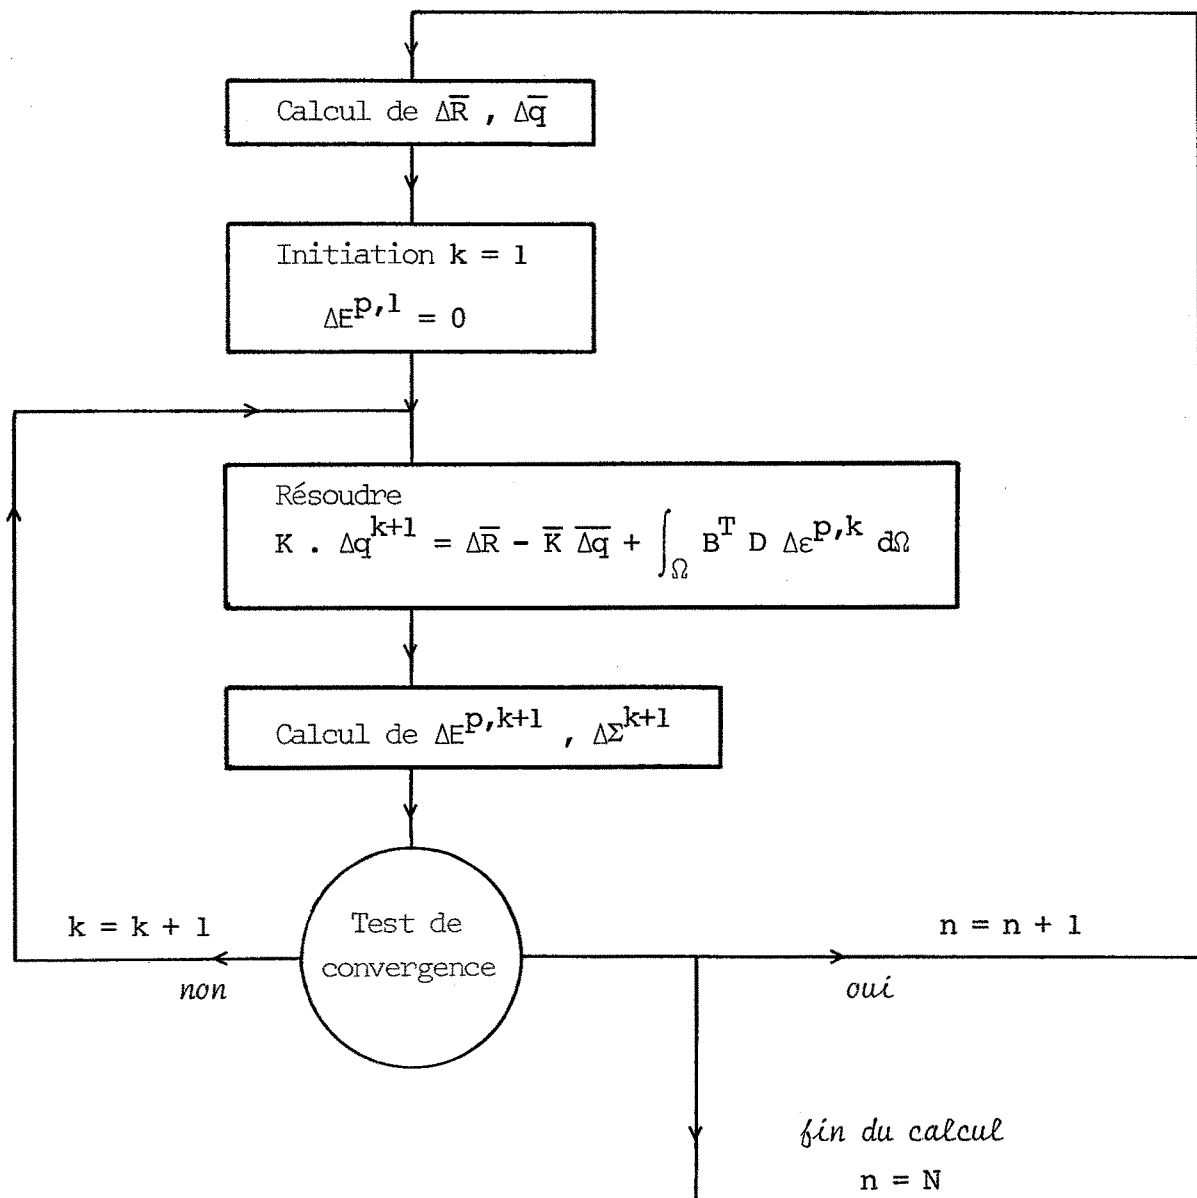 Calcul de ΔR̅ , Δq̅
Initiation k = 1
ΔE^{p,1} = 0
Résoudre
K . Δq^{k+1} = ΔR̅ - K̅ \overline{Δq} + ∫_Ω B^T D Δε^{p,k} dΩ
Calcul de ΔE^{p,k+1} , ΔΣ^{k+1}
Test de
convergence
k = k + 1
non
n = n + 1
oui
fin du calcul
n = N